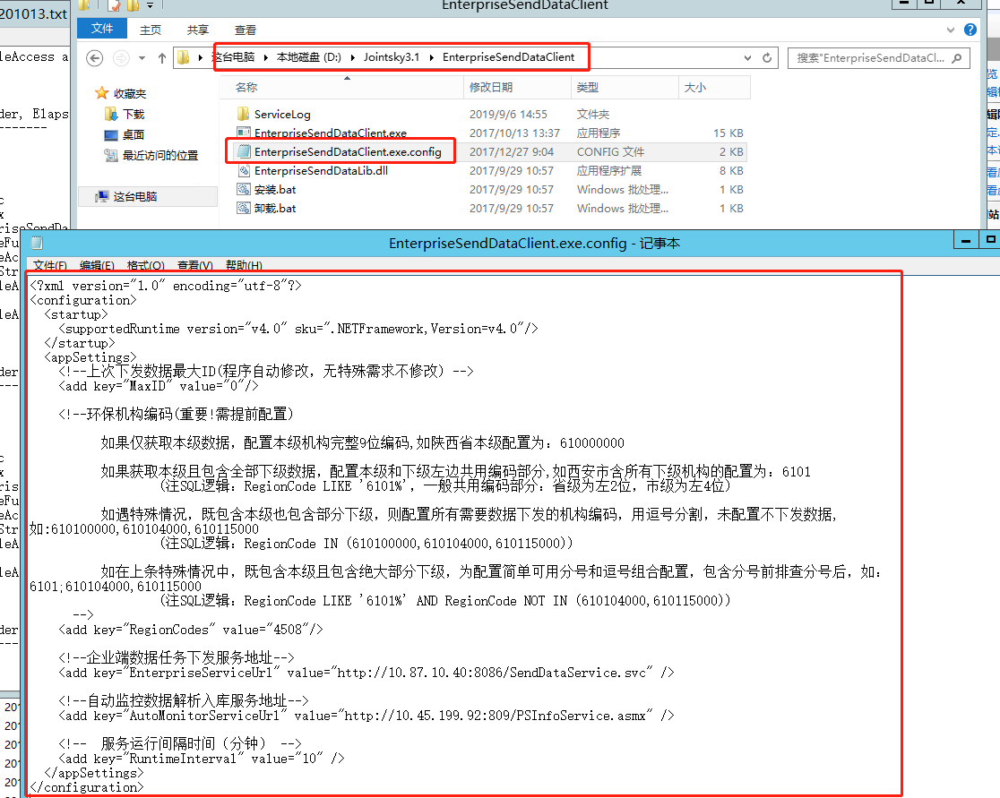 201013.txt
EnterpriseSendDataClient
文件 主页 共享 查看
leAccess a
这台电脑 本地磁盘 (D:) Jointsky3.1 EnterpriseSendDataClient
搜索"EnterpriseSendDataCl...
名称 修改日期 类型 大小
收藏夹
下载
桌面
最近访问的位置
这台电脑
ServiceLog 2019/9/6 14:55 文件夹
EnterpriseSendDataClient.exe 2017/10/13 13:37 应用程序 15 KB
EnterpriseSendDataClient.exe.config 2017/12/27 9:04 CONFIG 文件 2 KB
EnterpriseSendDataLib.dll 2017/9/29 10:57 应用程序扩展 8 KB
安装.bat 2017/9/29 10:57 Windows 批处理... 1 KB
卸载.bat 2017/9/29 10:57 Windows 批处理... 1 KB
der, Elaps
EnterpriseSendDataClient.exe.config - 记事本
文件(F) 编辑(E) 格式(O) 查看(V) 帮助(H)
<?xml version="1.0" encoding="utf-8"?>
<configuration>
<startup>
<supportedRuntime version="v4.0" sku=".NETFramework,Version=v4.0"/>
</startup>
<appSettings>
<!--上次下发数据最大ID(程序自动修改，无特殊需求不修改） -->
<add key="MaxID" value="0"/>
<!--环保机构编码(重要!需提前配置）
如果仅获取本级数据，配置本级机构完整9位编码,如陕西省本级配置为：610000000
如果获取本级且包含全部下级数据，配置本级和下级左边共用编码部分,如西安市含所有下级机构的配置为：6101
(注SQL逻辑：RegionCode LIKE '6101%'，一般共用编码部分：省级为左2位，市级为左4位)
如遇特殊情况，既包含本级也包含部分下级，则配置所有需要数据下发的机构编码，用逗号分割，未配置不下发数据，
如:610100000,610104000,610115000
(注SQL逻辑：RegionCode IN (610100000,610104000,610115000))
如在上条特殊情况中，既包含本级且包含绝大部分下级，为配置简单可用分号和逗号组合配置，包含分号前排查分号后，如：
6101;610104000,610115000
(注SQL逻辑：RegionCode LIKE '6101%' AND RegionCode NOT IN (610104000,610115000))
-->
<add key="RegionCodes" value="4508"/>
<!--企业端数据任务下发服务地址-->
<add key="EnterpriseServiceUrl" value="http://10.87.10.40:8086/SendDataService.svc" />
<!--自动监控数据解析入库服务地址-->
<add key="AutoMonitorServiceUrl" value="http://10.45.199.92:809/PSInfoService.asmx" />
<!-- 服务运行间隔时间（分钟） -->
<add key="RuntimeInterval" value="10" />
</appSettings>
</configuration>